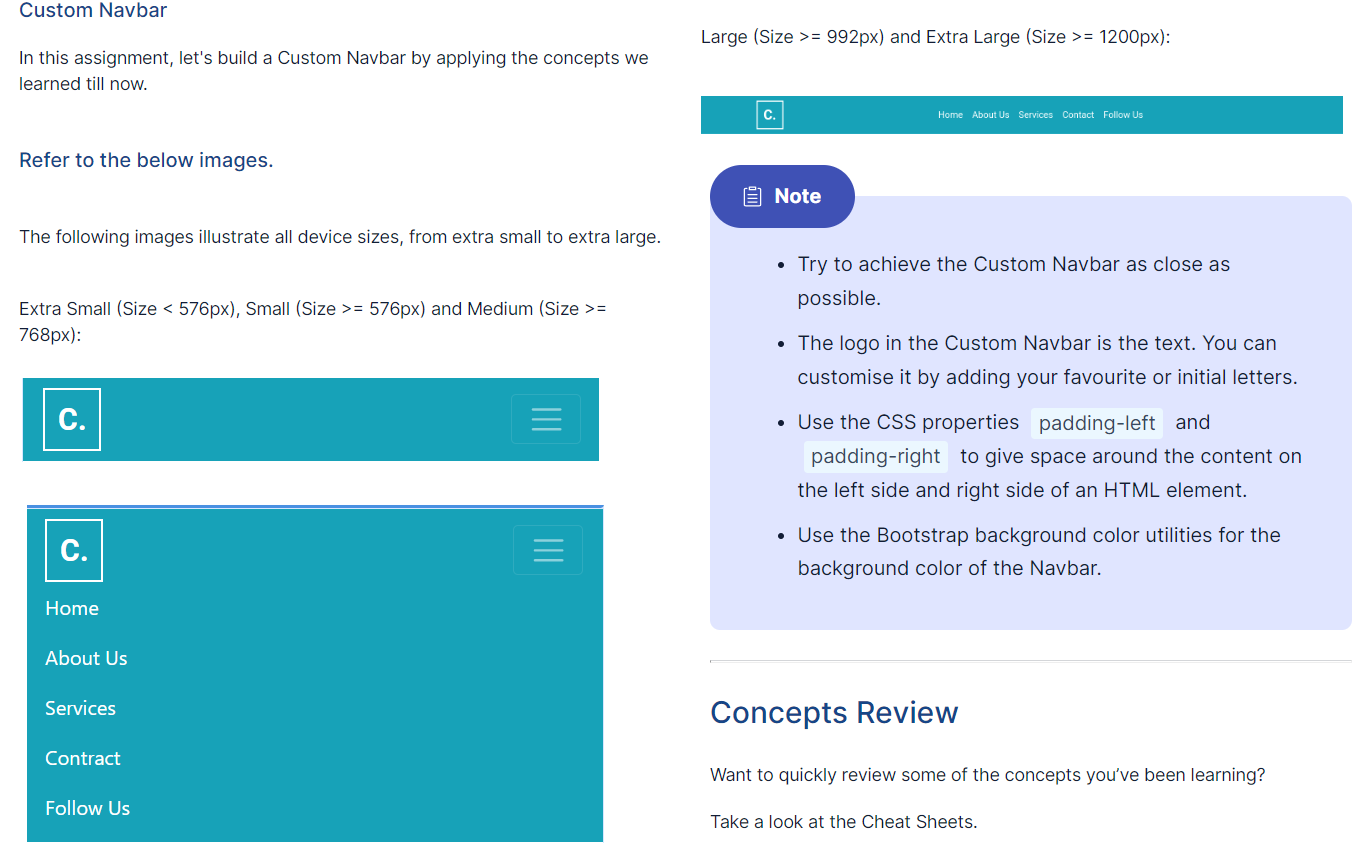 Custom Navbar
In this assignment, let's build a Custom Navbar by applying the concepts we
learned till now.
Refer to the below images.
The following images illustrate all device sizes, from extra small to extra large.
Extra Small (Size < 576px), Small (Size >= 576px) and Medium (Size >=
768px):
C.
C.
Home
About Us
Services
Contract
Follow Us
Large (Size >= 992px) and Extra Large (Size >= 1200px):
C. Home About Us Services Contact Follow Us
Note
• Try to achieve the Custom Navbar as close as
possible.
• The logo in the Custom Navbar is the text. You can
customise it by adding your favourite or initial letters.
• Use the CSS properties padding-left and
padding-right to give space around the content on
the left side and right side of an HTML element.
• Use the Bootstrap background color utilities for the
background color of the Navbar.
Concepts Review
Want to quickly review some of the concepts you’ve been learning?
Take a look at the Cheat Sheets.